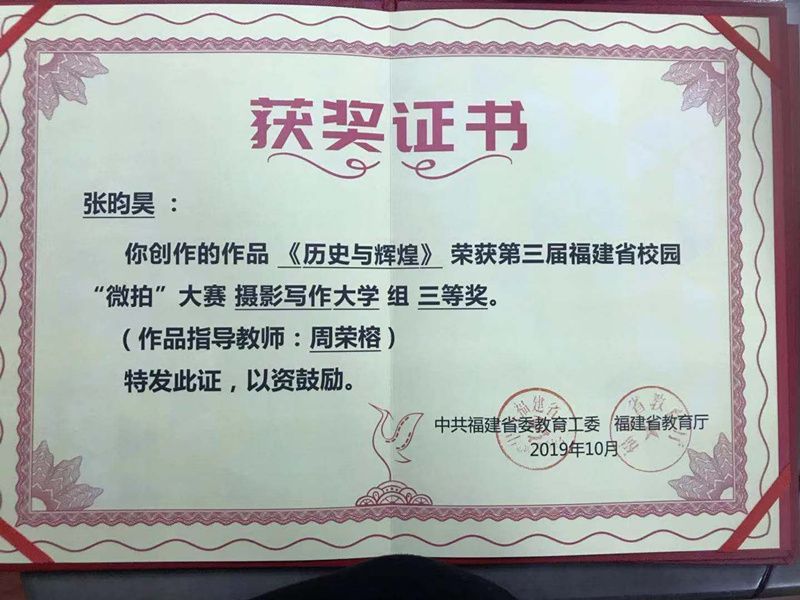 获奖证书
张昀昊：
你创作的作品《历史与辉煌》荣获第三届福建省校园
“微拍”大赛 摄影写作大学 组 三等奖。
（作品指导教师：周荣榕）
特发此证，以资鼓励。
中共福建省委教育工委 福建省教育厅
2019年10月